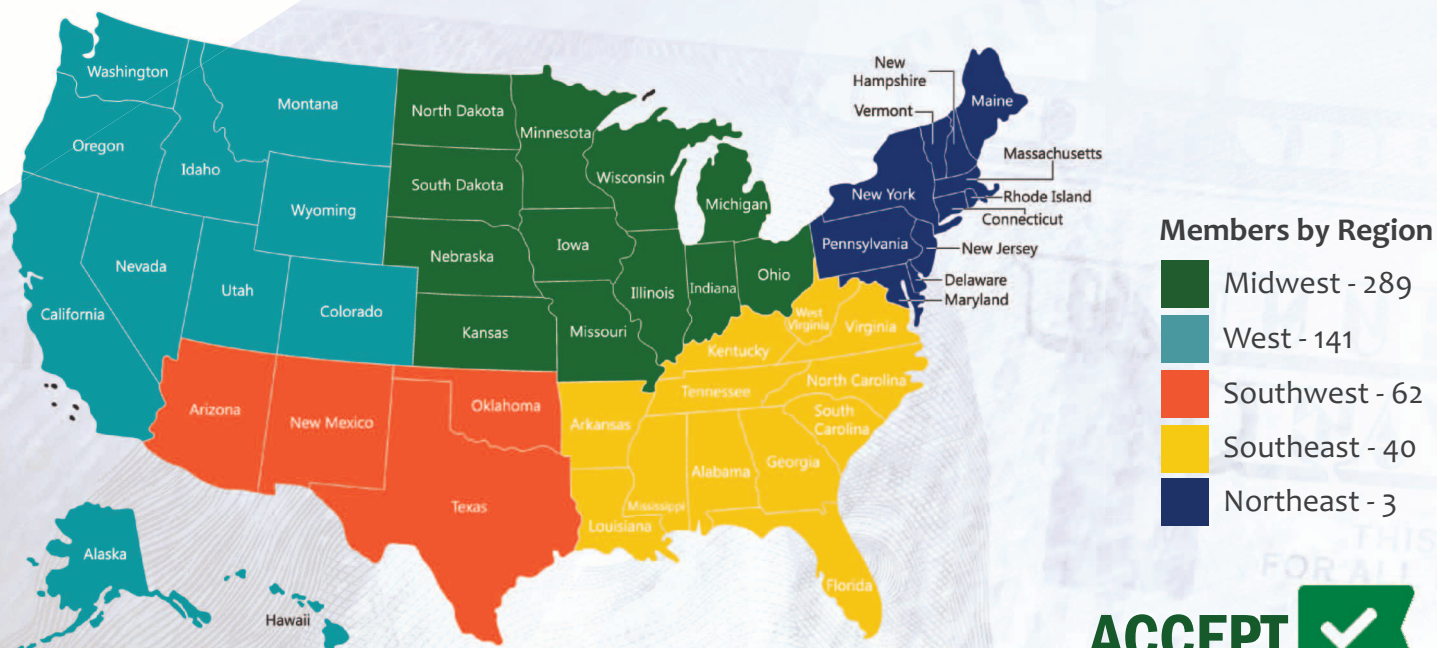 Washington
Montana
Oregon
Idaho
Wyoming
Nevada
Utah
California
Colorado
North Dakota
Minnesota
South Dakota
Wisconsin
Michigan
Nebraska
Iowa
Illinois
Indiana
Ohio
Kansas
Missouri
New
Hampshire
Vermont
Maine
Massachusetts
New York
Rhode Island
Connecticut
Pennsylvania
New Jersey
Delaware
Maryland
West
Virginia
Virginia
Kentucky
North Carolina
Tennessee
South
Carolina
Arkansas
Alabama
Georgia
Mississippi
Louisiana
Florida
Arizona
New Mexico
Oklahoma
Texas
Alaska
Hawaii
Members by Region
Midwest - 289
West - 141
Southwest - 62
Southeast - 40
Northeast - 3
THIS
FOR ALL
ACCEPT